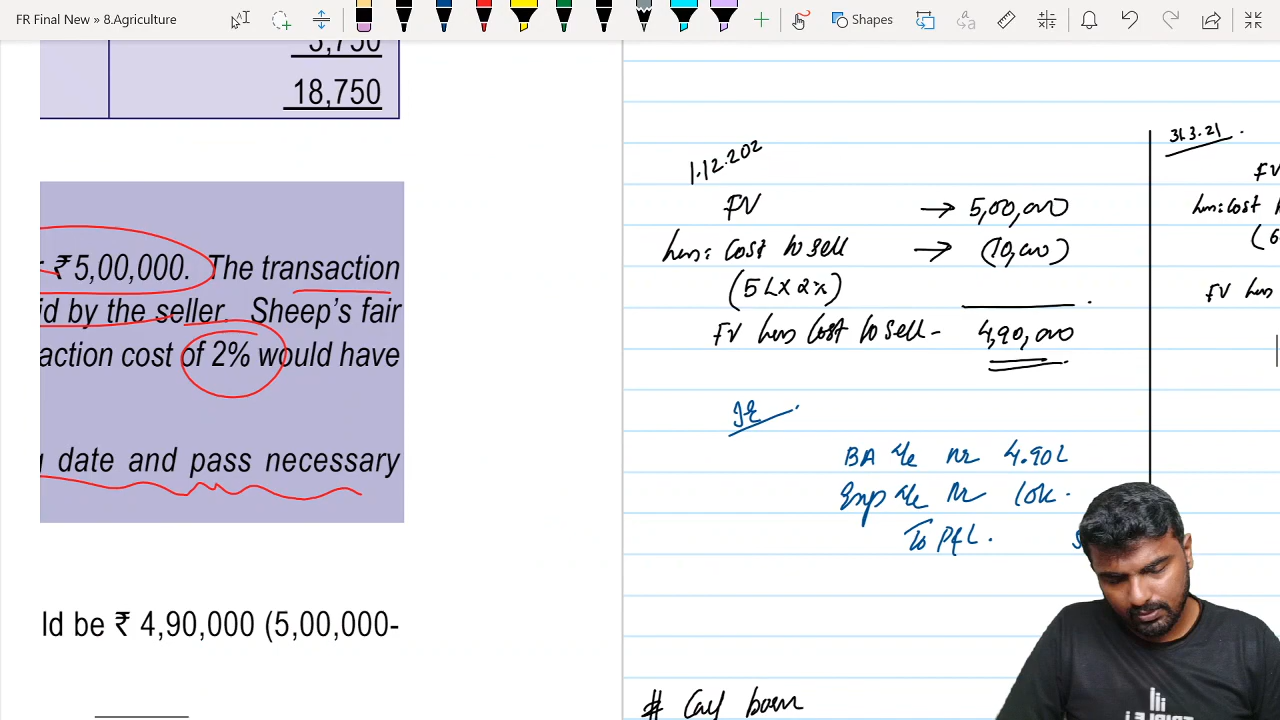 FR Final New » 8.Agriculture
Shapes
3,750
18,750
₹ 5,00,000. The transaction
id by the seller. Sheep's fair
action cost of 2% would have
date and pass necessary
ld be ₹ 4,90,000 (5,00,000-
1.12.202
FV → 5,00,000
Less: Cost to sell → (10,000)
(5L X 2%)
FV less Cost to sell - 4,90,000
JE
BA A/c Dr 4.90L
Exp A/c Dr 10K.
To P&L.
# Calf born
31.3.21
FV
Less: Cost
(6
FV less